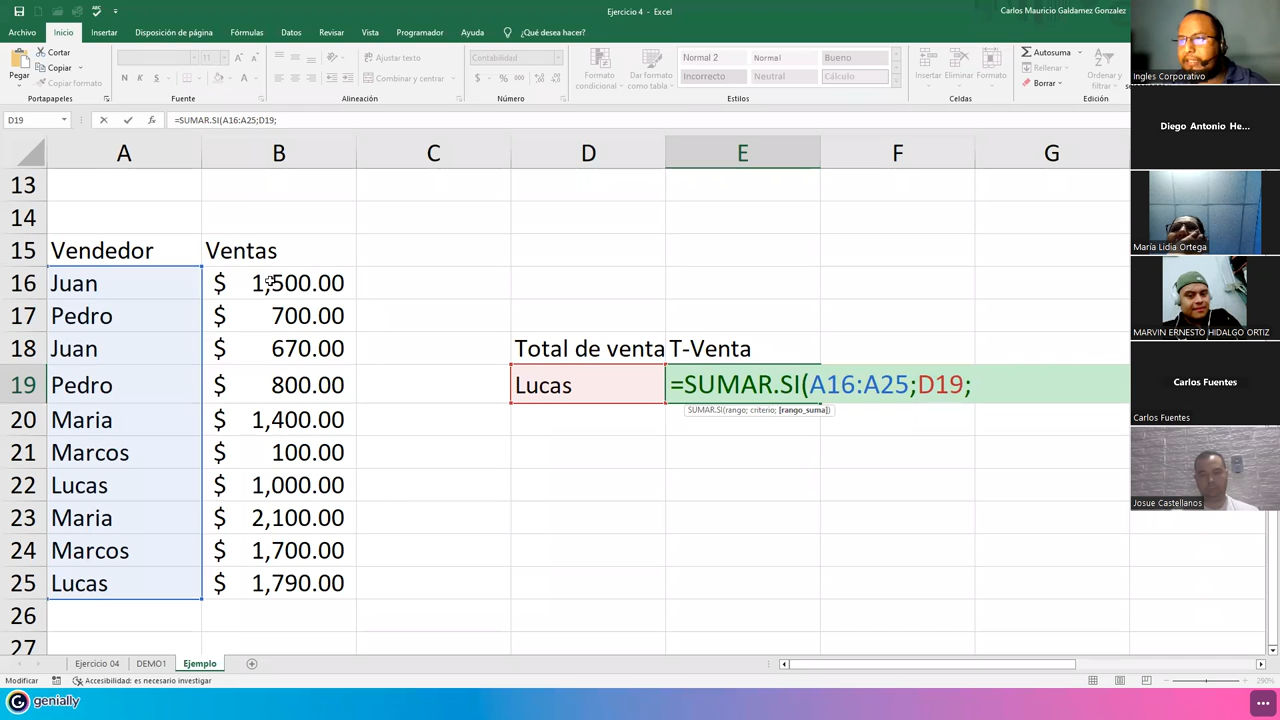 Ejercicio 4 - Excel
Carlos Mauricio Galdamez Gonzalez
Archivo Inicio Insertar Disposición de página Fórmulas Datos Revisar Vista Programador Ayuda ¿Qué desea hacer?
Pegar
Cortar
Copiar
Copiar formato
Portapapeles
11
N K S
Fuente
Ajustar texto
Combinar y centrar
Alineación
Contabilidad
Número
Formato condicional
Dar formato como tabla
Normal 2 Normal Bueno
Incorrecto Neutral Cálculo
Estilos
Insertar Eliminar Formato
Celdas
Autosuma
Rellenar
Borrar
Ordenar y
Edición
D19 fx =SUMAR.SI(A16:A25;D19;
A B C D E F G
13
14
15 Vendedor Ventas
16 Juan $ 1,500.00
17 Pedro $ 700.00
18 Juan $ 670.00 Total de venta T-Venta
19 Pedro $ 800.00 Lucas =SUMAR.SI(A16:A25;D19;
SUMAR.SI(rango; criterio; [rango_suma])
20 Maria $ 1,400.00
21 Marcos $ 100.00
22 Lucas $ 1,000.00
23 Maria $ 2,100.00
24 Marcos $ 1,700.00
25 Lucas $ 1,790.00
26
27
Ejercicio 04 DEMO1 Ejemplo
Modificar Accesibilidad: es necesario investigar 290%
genially
Ingles Corporativo
Diego Antonio He...
María Lidia Ortega
MARVIN ERNESTO HIDALGO ORTIZ
Carlos Fuentes
Carlos Fuentes
Josue Castellanos